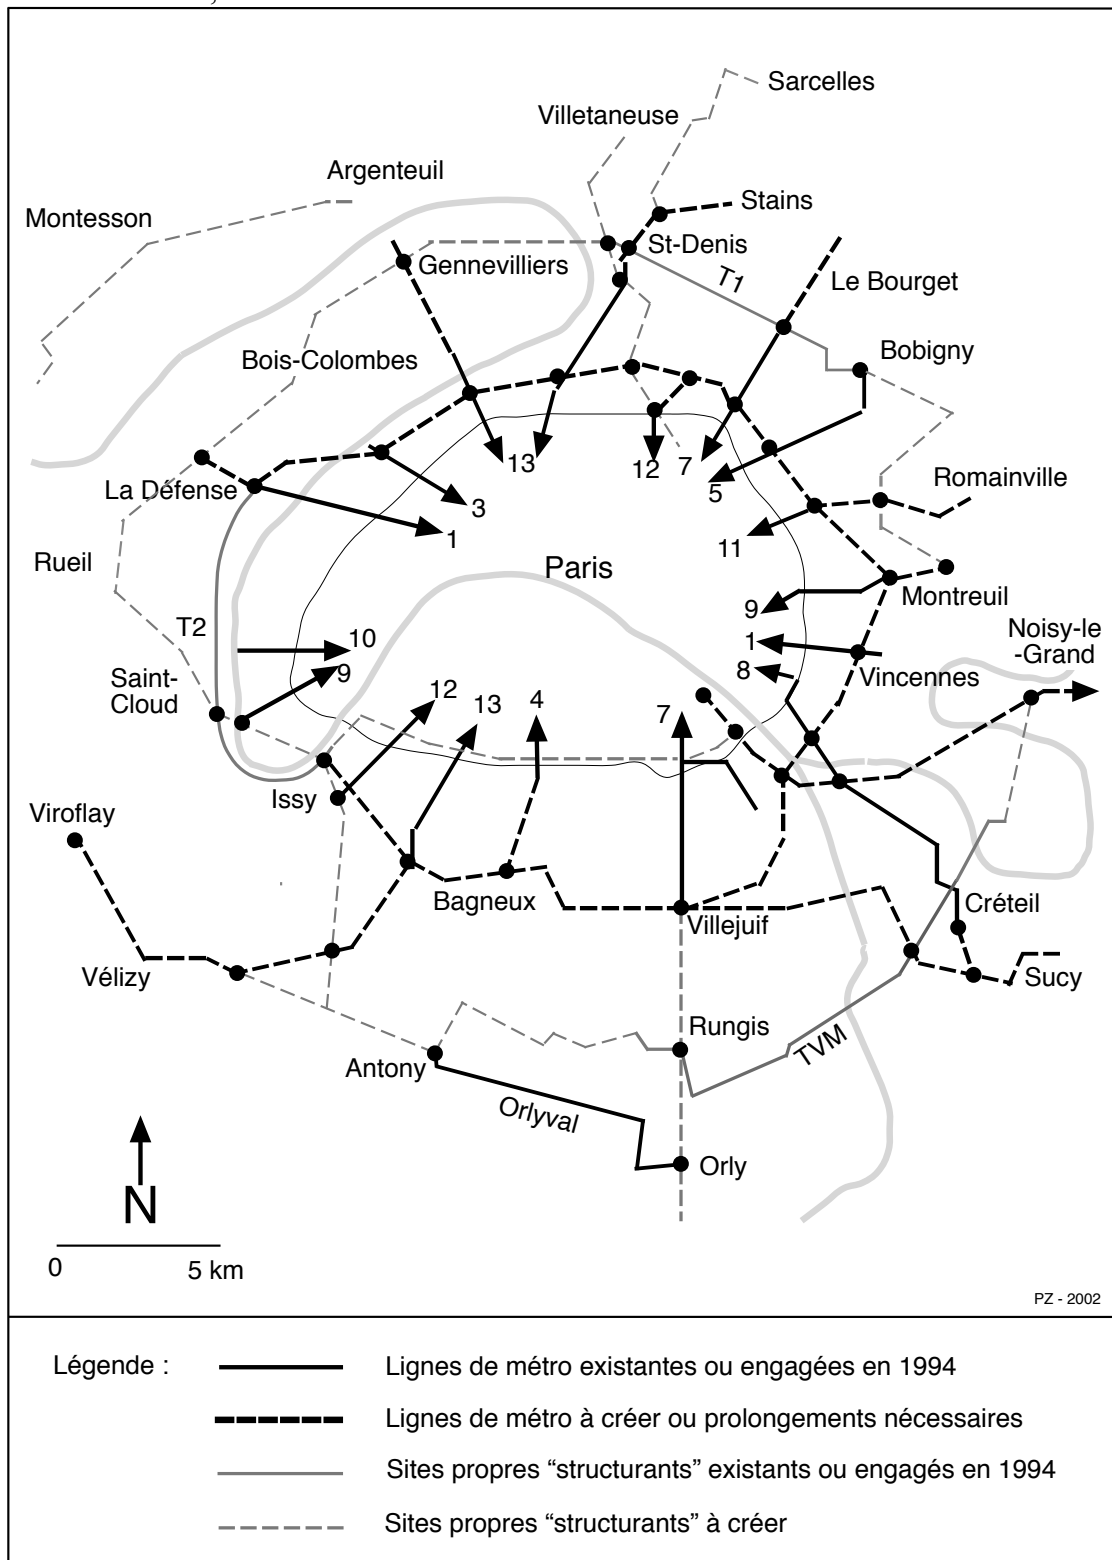 Sarcelles
Villetaneuse
Argenteuil
Stains
Montesson
St-Denis
Gennevilliers
T1
Le Bourget
Bois-Colombes
Bobigny
13
12
7
5
La Défense
3
Romainville
1
11
Rueil
Paris
Montreuil
9
T2
10
1
Noisy-le
-Grand
8
Vincennes
Saint-
Cloud
9
12
13
4
7
Issy
Viroflay
Bagneux
Villejuif
Créteil
Vélizy
Sucy
Rungis
TVM
Antony
Orlyval
Orly
N
0
5 km
PZ - 2002
Légende :
Lignes de métro existantes ou engagées en 1994
Lignes de métro à créer ou prolongements nécessaires
Sites propres “structurants” existants ou engagés en 1994
Sites propres “structurants” à créer